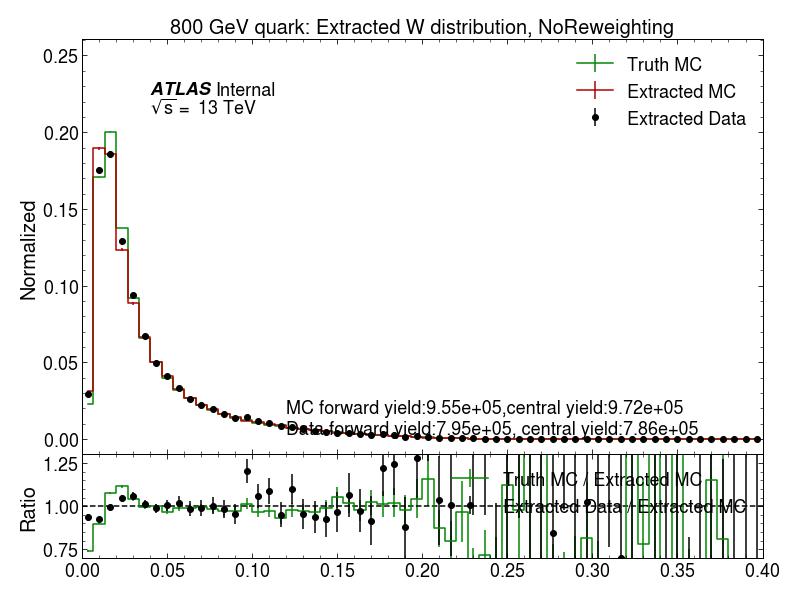 800 GeV quark: Extracted W distribution, NoReweighting
0.25
0.20
0.15
0.10
0.05
0.00
Normalized
ATLAS Internal
√s = 13 TeV
Truth MC
Extracted MC
Extracted Data
MC forward yield:9.55e+05,central yield:9.72e+05
Data forward yield:7.95e+05, central yield:7.86e+05
1.25
1.00
0.75
Ratio
Truth MC / Extracted MC
Extracted Data / Extracted MC
0.00 0.05 0.10 0.15 0.20 0.25 0.30 0.35 0.40